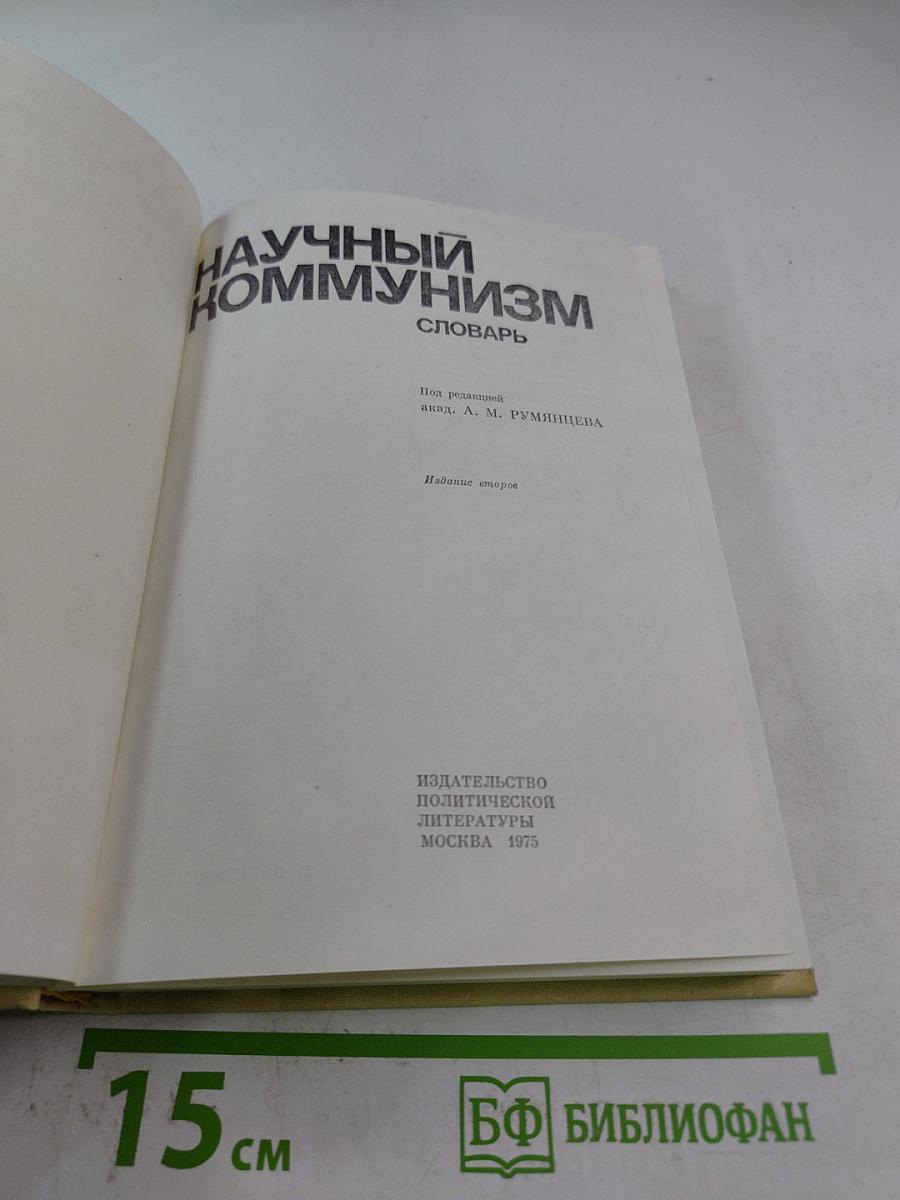 НАУЧНЫЙ
КОММУНИЗМ
СЛОВАРЬ
Под редакцией
акад. А. М. РУМЯНЦЕВА
Издание второе
ИЗДАТЕЛЬСТВО
ПОЛИТИЧЕСКОЙ
ЛИТЕРАТУРЫ
МОСКВА 1975
15 см
БФ БИБЛИОФАН